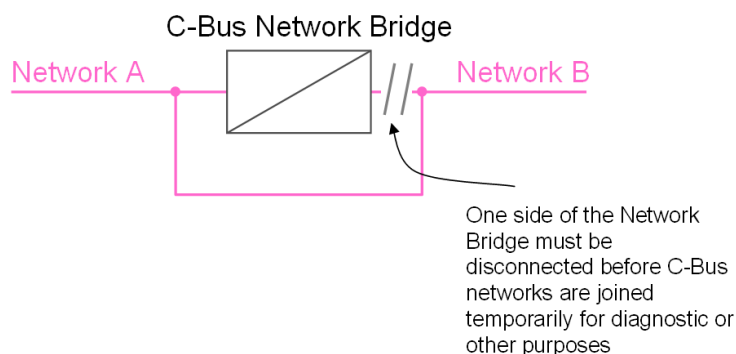 C-Bus Network Bridge
Network A
Network B
One side of the Network
Bridge must be
disconnected before C-Bus
networks are joined
temporarily for diagnostic or
other purposes